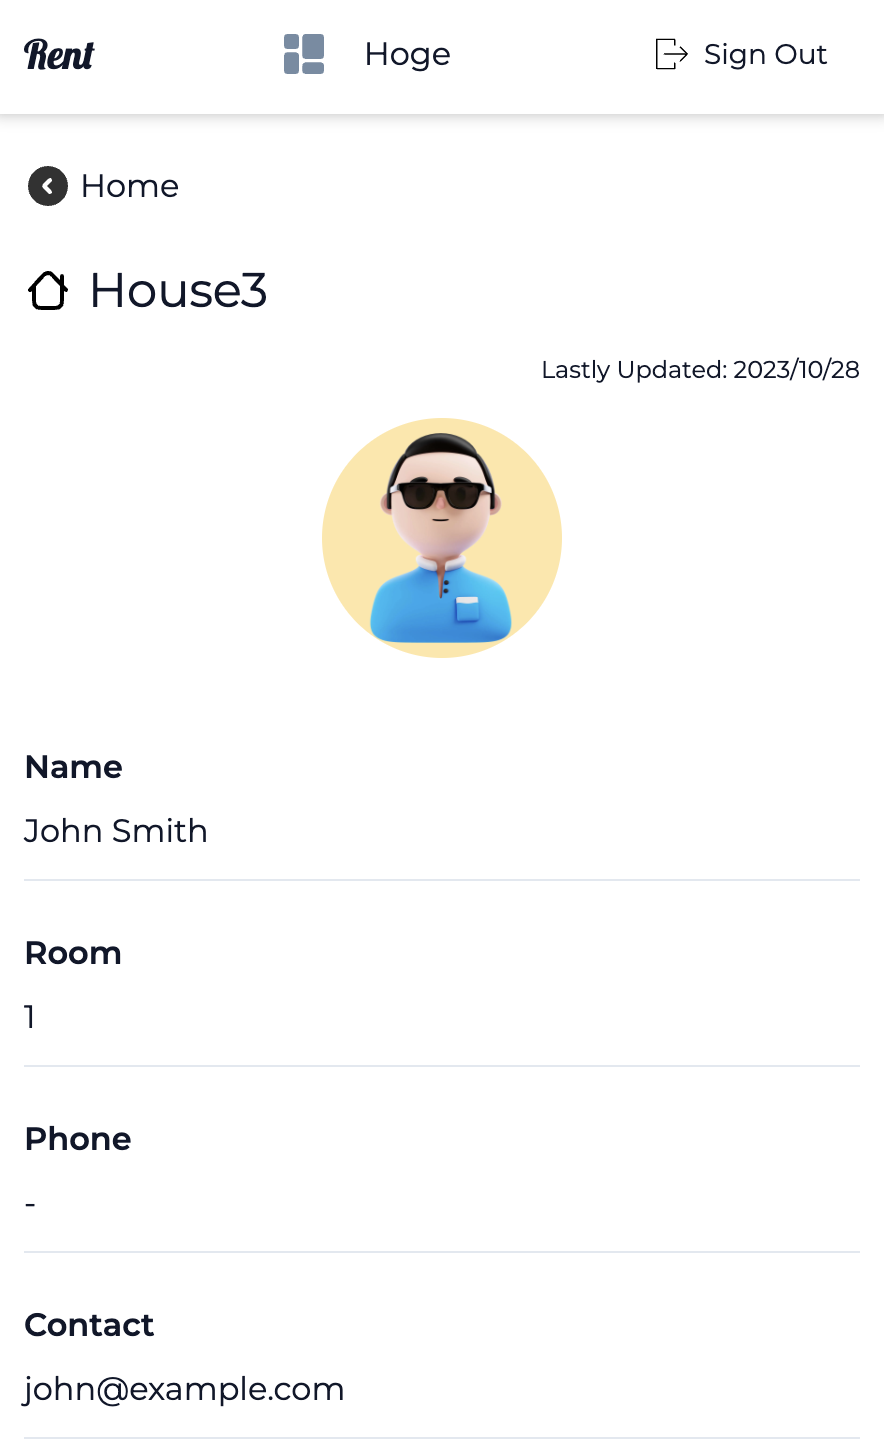 Rent
Hoge
Sign Out
Home
House3
Lastly Updated: 2023/10/28
Name
John Smith
Room
1
Phone
-
Contact
john@example.com